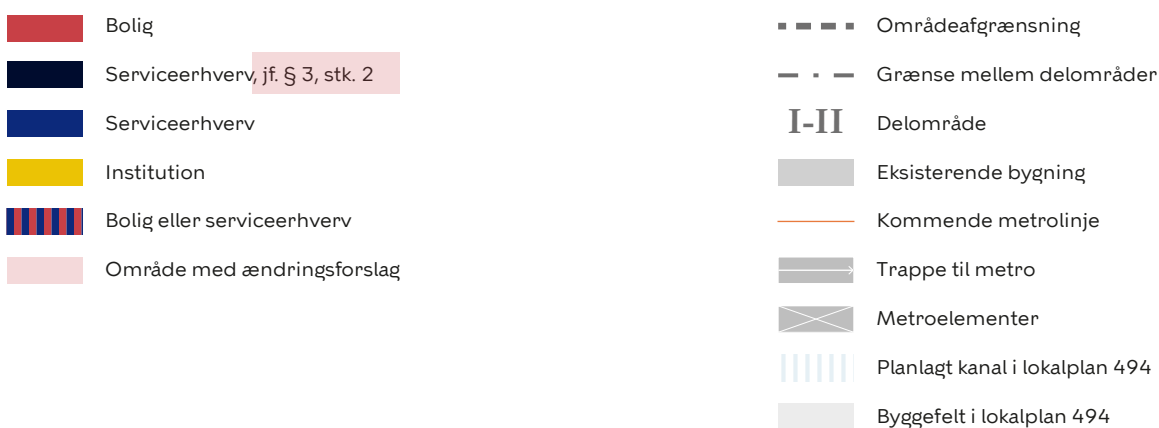 Bolig
Serviceerhverv, jf. § 3, stk. 2
Serviceerhverv
Institution
Bolig eller serviceerhverv
Område med ændringsforslag
Områdeafgrænsning
Grænse mellem delområder
I-II Delområde
Eksisterende bygning
Kommende metrolinje
Trappe til metro
Metroelementer
Planlagt kanal i lokalplan 494
Byggefelt i lokalplan 494